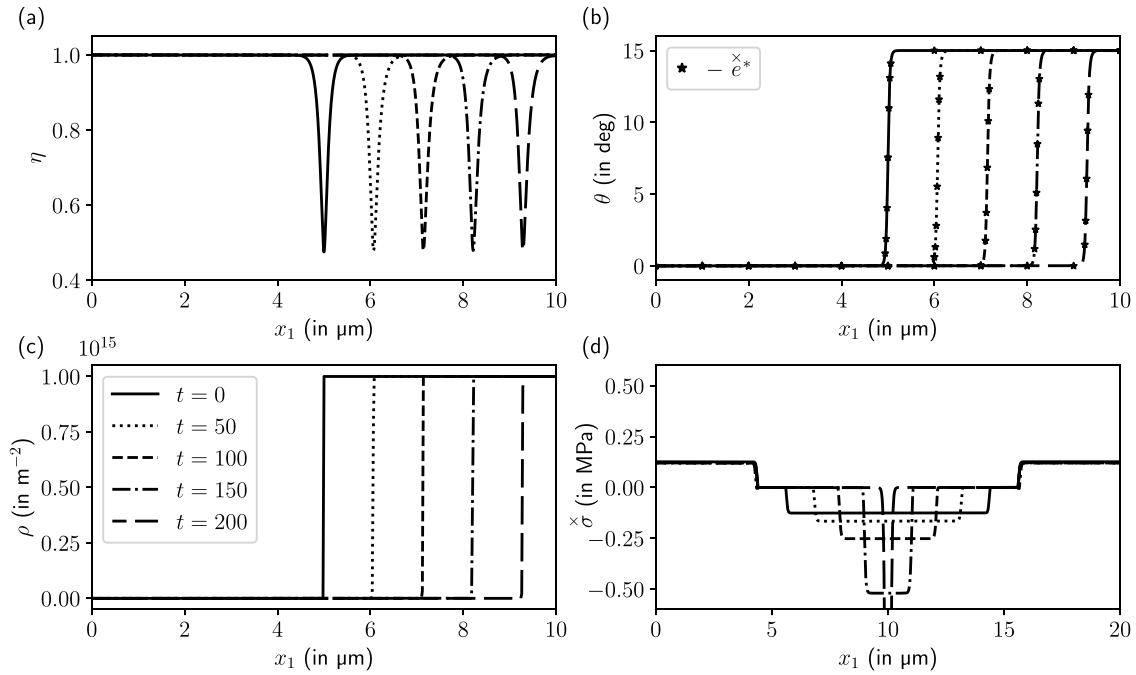 (a)
1.0
0.8
0.6
0.4
η
0 2 4 6 8 10
x₁ (in µm)
(b)
15
10
5
0
θ (in deg)
★ − e̽*
0 2 4 6 8 10
x₁ (in µm)
(c)
10¹⁵
1.00
0.75
0.50
0.25
0.00
ρ (in m⁻²)
t = 0
t = 50
t = 100
t = 150
t = 200
0 2 4 6 8 10
x₁ (in µm)
(d)
0.50
0.25
0.00
−0.25
−0.50
σ̽ (in MPa)
0 5 10 15 20
x₁ (in µm)